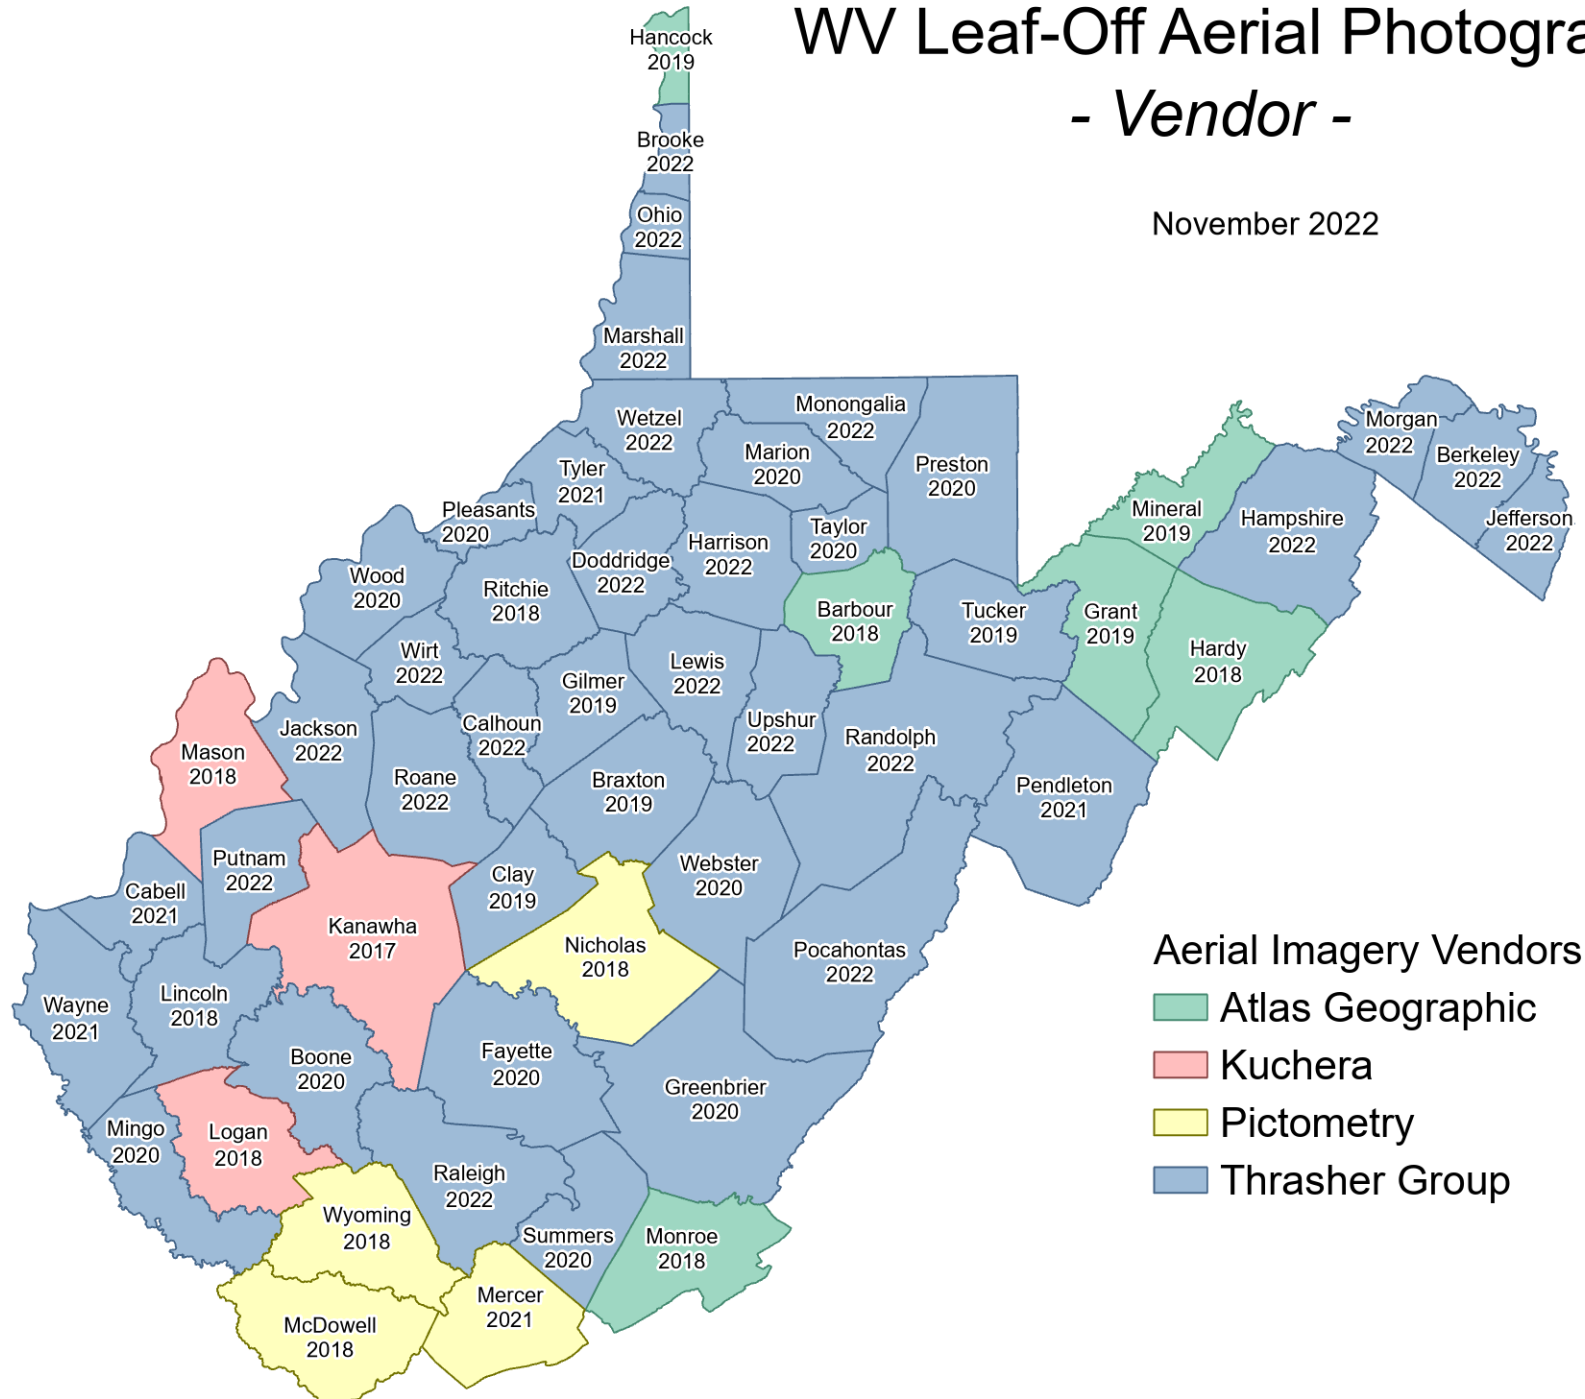 WV Leaf-Off Aerial Photogra
- Vendor -
November 2022
Hancock
2019
Brooke
2022
Ohio
2022
Marshall
2022
Wetzel
2022
Monongalia
2022
Marion
2020
Preston
2020
Tyler
2021
Pleasants
2020
Doddridge
2022
Harrison
2022
Taylor
2020
Mineral
2019
Hampshire
2022
Morgan
2022
Berkeley
2022
Jefferson
2022
Wood
2020
Ritchie
2018
Barbour
2018
Tucker
2019
Grant
2019
Hardy
2018
Wirt
2022
Gilmer
2019
Lewis
2022
Mason
2018
Jackson
2022
Calhoun
2022
Upshur
2022
Randolph
2022
Roane
2022
Braxton
2019
Pendleton
2021
Putnam
2022
Cabell
2021
Clay
2019
Webster
2020
Kanawha
2017
Nicholas
2018
Pocahontas
2022
Wayne
2021
Lincoln
2018
Boone
2020
Fayette
2020
Greenbrier
2020
Mingo
2020
Logan
2018
Raleigh
2022
Wyoming
2018
Summers
2020
Monroe
2018
McDowell
2018
Mercer
2021
Aerial Imagery Vendors
Atlas Geographic
Kuchera
Pictometry
Thrasher Group